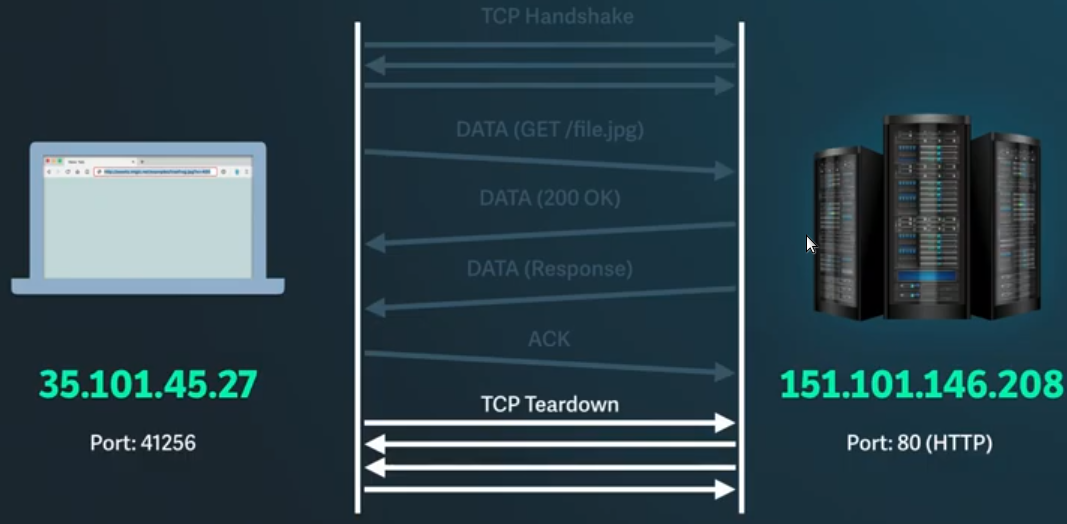 TCP Handshake
DATA (GET /file.jpg)
DATA (200 OK)
DATA (Response)
ACK
TCP Teardown
35.101.45.27
Port: 41256
151.101.146.208
Port: 80 (HTTP)